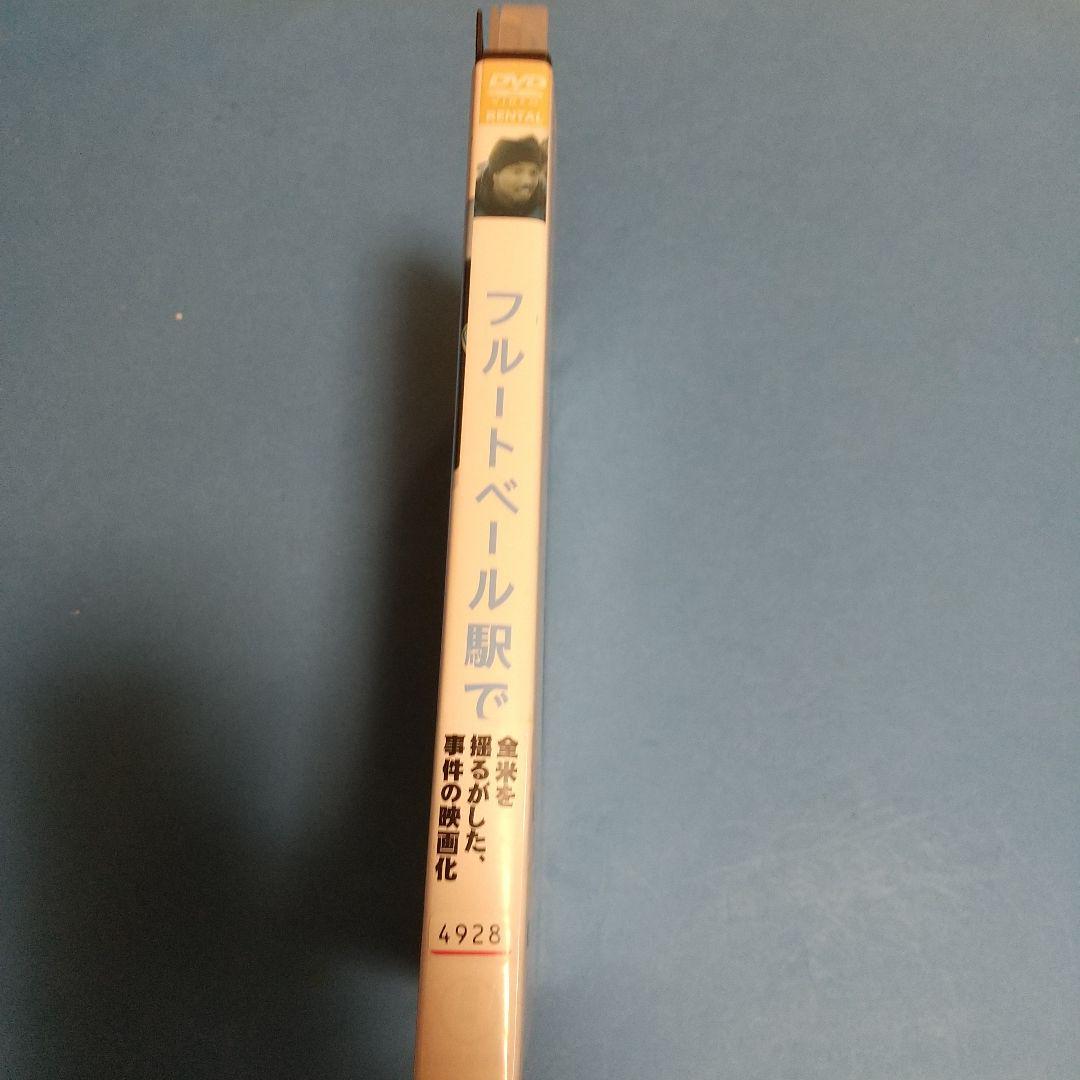 DVD
VIDEO
RENTAL
フルートベール駅で
全米を
揺るがした、
事件の映画化
4928